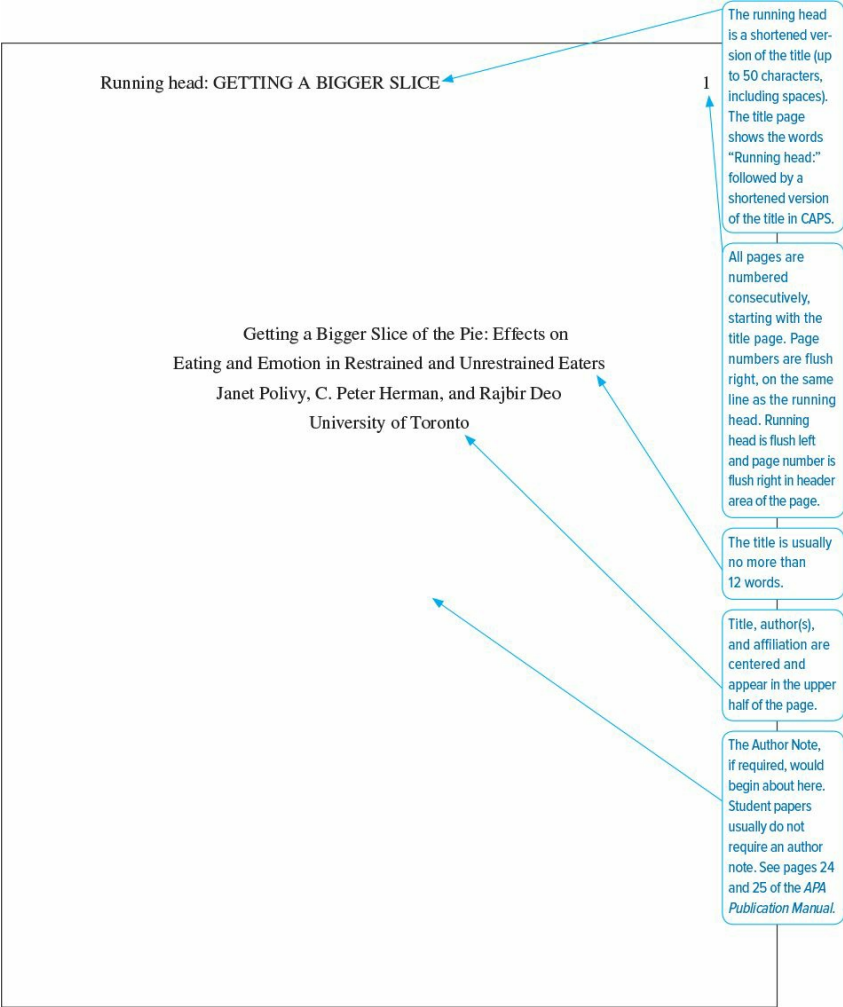 Running head: GETTING A BIGGER SLICE 1
Getting a Bigger Slice of the Pie: Effects on
Eating and Emotion in Restrained and Unrestrained Eaters
Janet Polivy, C. Peter Herman, and Rajbir Deo
University of Toronto
The running head
is a shortened ver-
sion of the title (up
to 50 characters,
including spaces).
The title page
shows the words
“Running head:”
followed by a
shortened version
of the title in CAPS.
All pages are
numbered
consecutively,
starting with the
title page. Page
numbers are flush
right, on the same
line as the running
head. Running
head is flush left
and page number is
flush right in header
area of the page.
The title is usually
no more than
12 words.
Title, author(s),
and affiliation are
centered and
appear in the upper
half of the page.
The Author Note,
if required, would
begin about here.
Student papers
usually do not
require an author
note. See pages 24
and 25 of the APA
Publication Manual.